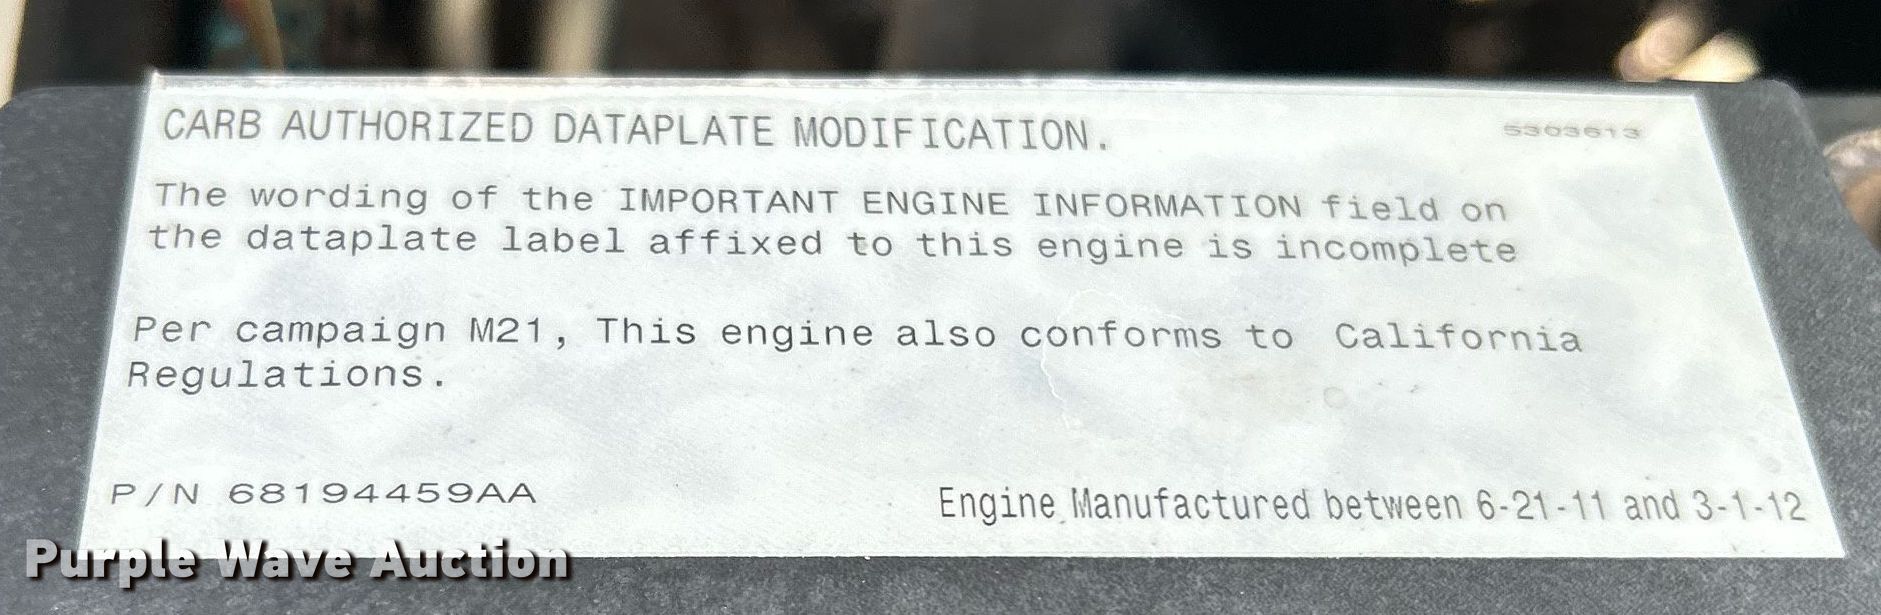 CARB AUTHORIZED DATAPLATE MODIFICATION.
5303613
The wording of the IMPORTANT ENGINE INFORMATION field on
the dataplate label affixed to this engine is incomplete
Per campaign M21, This engine also conforms to California
Regulations.
P/N 68194459AA
Engine Manufactured between 6-21-11 and 3-1-12
Purple Wave Auction